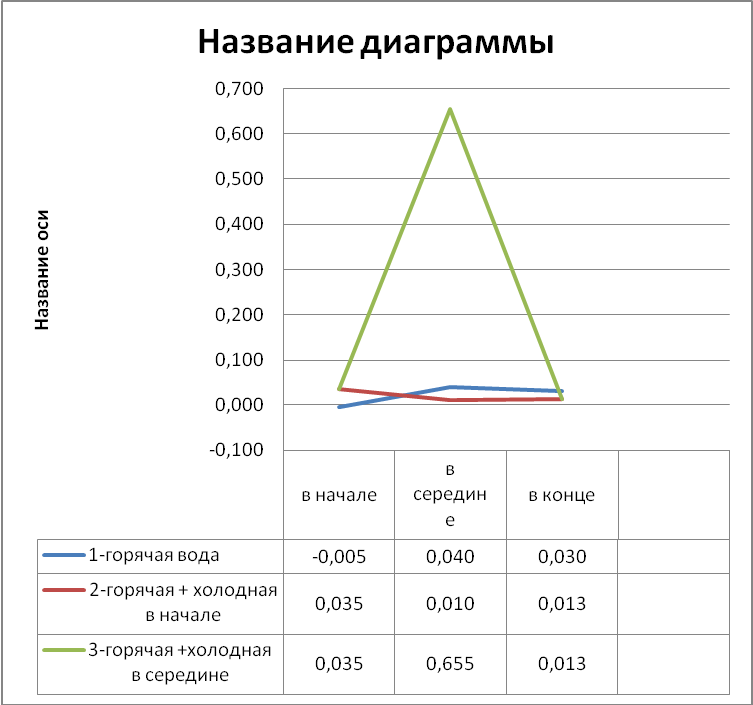 Название диаграммы
0,700
0,600
0,500
0,400
0,300
0,200
0,100
0,000
-0,100
Название оси
в начале
в
середин
е
в конце
1-горячая вода
-0,005 0,040 0,030
2-горячая + холодная
в начале
0,035 0,010 0,013
3-горячая +холодная
в середине
0,035 0,655 0,013